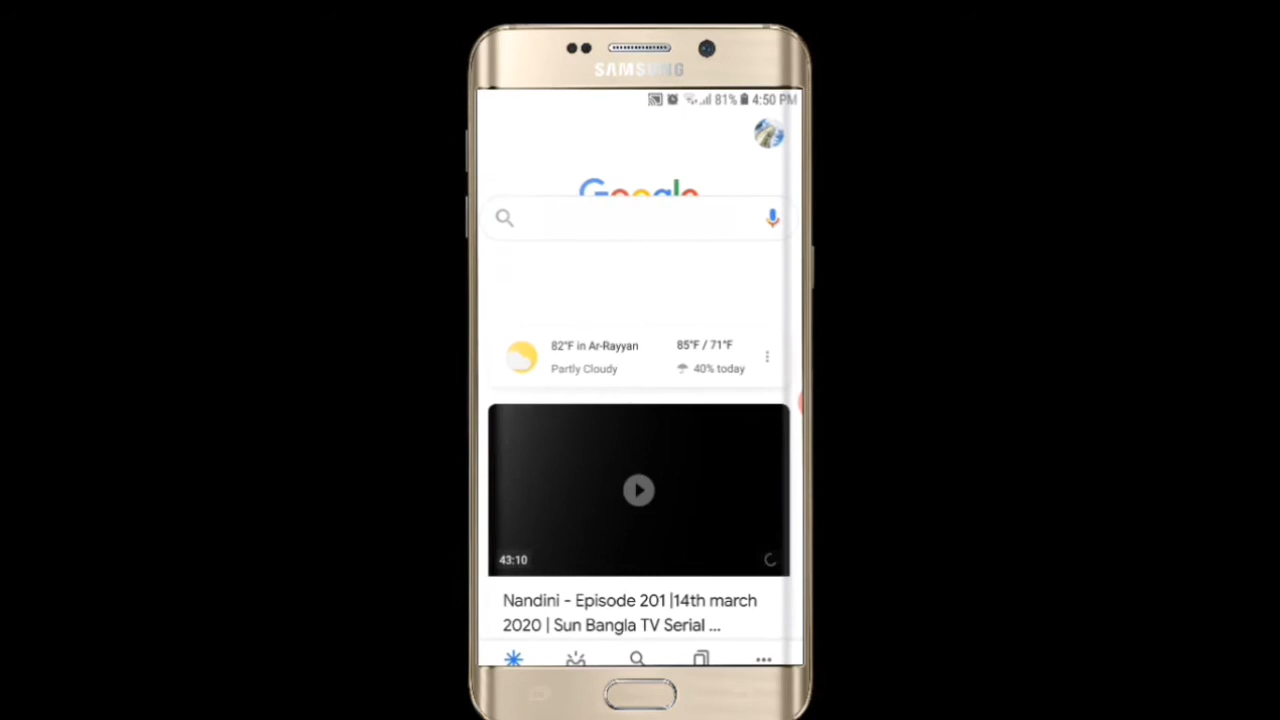 SAMSUNG
81% 4:50 PM
Google
82°F in Ar-Rayyan
85°F / 71°F
Partly Cloudy
40% today
43:10
Nandini - Episode 201 |14th march
2020 | Sun Bangla TV Serial ...